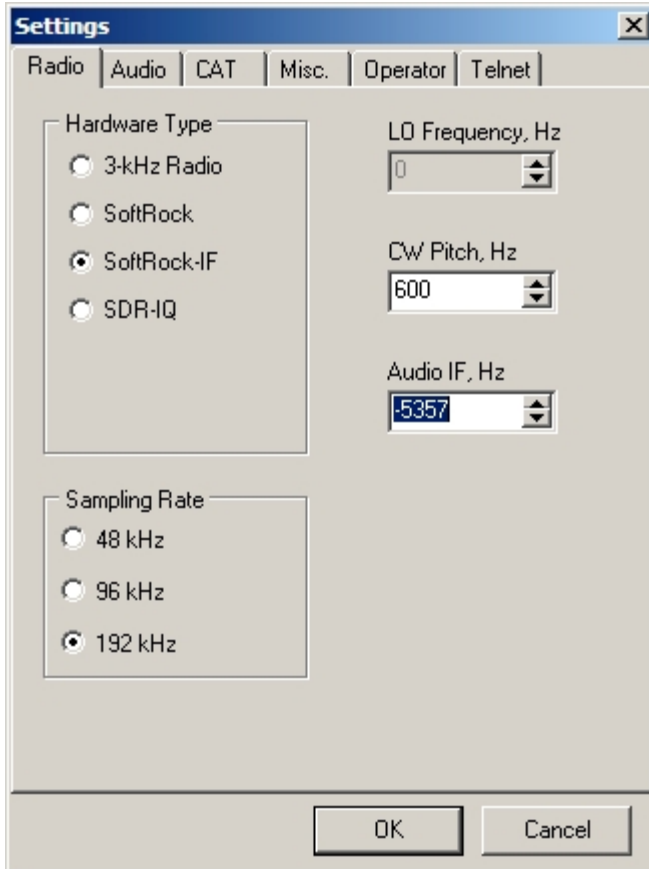 Settings
Radio Audio CAT Misc. Operator Telnet
Hardware Type
3-kHz Radio
SoftRock
SoftRock-IF
SDR-IQ
LO Frequency, Hz
0
CW Pitch, Hz
600
Audio IF, Hz
-5357
Sampling Rate
48 kHz
96 kHz
192 kHz
OK Cancel